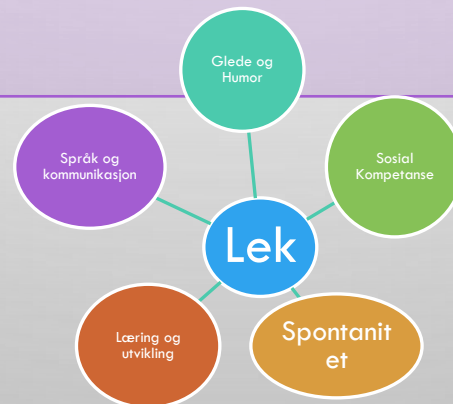 Glede og
Humor
Språk og
kommunikasjon
Sosial
Kompetanse
Lek
Læring og
utvikling
Spontanit
et